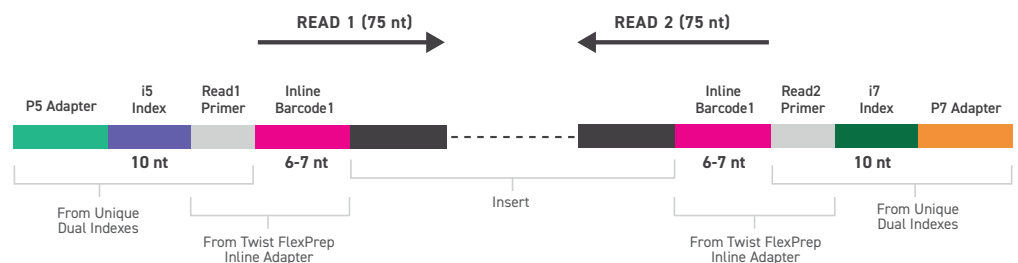 READ 1 (75 nt)
READ 2 (75 nt)
P5 Adapter
i5
Index
Read1
Primer
Inline
Barcode1
Inline
Barcode1
Read2
Primer
i7
Index
P7 Adapter
10 nt
6-7 nt
6-7 nt
10 nt
From Unique
Dual Indexes
From Twist FlexPrep
Inline Adapter
Insert
From Twist FlexPrep
Inline Adapter
From Unique
Dual Indexes